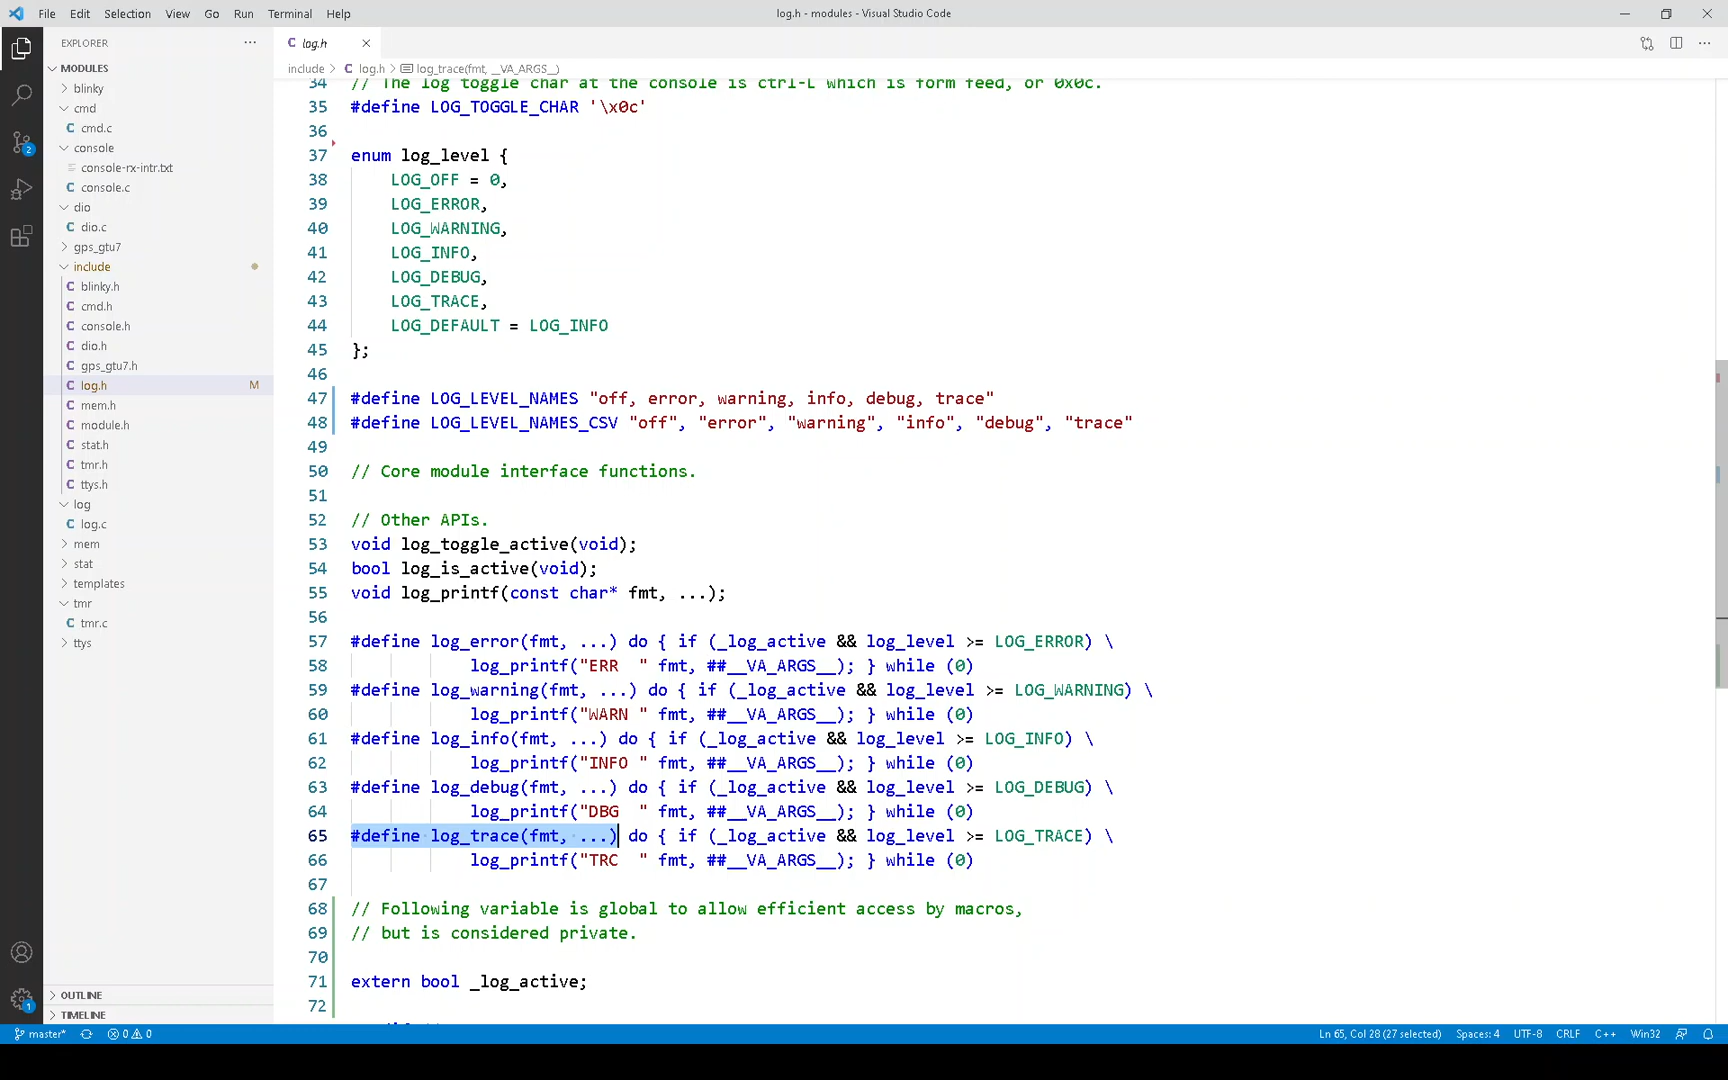 File Edit Selection View Go Run Terminal Help
log.h - modules - Visual Studio Code
EXPLORER
MODULES
blinky
cmd
cmd.c
console
console-rx-intr.txt
console.c
dio
dio.c
gps_gtu7
include
blinky.h
cmd.h
console.h
dio.h
gps_gtu7.h
log.h M
mem.h
module.h
stat.h
tmr.h
ttys.h
log
log.c
mem
stat
templates
tmr
tmr.c
ttys
OUTLINE
TIMELINE
2
1
C log.h
include > C log.h > log_trace(fmt, __VA_ARGS__)
34 // The log toggle char at the console is ctrl-L which is form feed, or 0x0c.
35 #define LOG_TOGGLE_CHAR '\x0c'
36
37 enum log_level {
38 LOG_OFF = 0,
39 LOG_ERROR,
40 LOG_WARNING,
41 LOG_INFO,
42 LOG_DEBUG,
43 LOG_TRACE,
44 LOG_DEFAULT = LOG_INFO
45 };
46
47 #define LOG_LEVEL_NAMES "off, error, warning, info, debug, trace"
48 #define LOG_LEVEL_NAMES_CSV "off", "error", "warning", "info", "debug", "trace"
49
50 // Core module interface functions.
51
52 // Other APIs.
53 void log_toggle_active(void);
54 bool log_is_active(void);
55 void log_printf(const char* fmt, ...);
56
57 #define log_error(fmt, ...) do { if (_log_active && log_level >= LOG_ERROR) \
58 log_printf("ERR  " fmt, ##__VA_ARGS__); } while (0)
59 #define log_warning(fmt, ...) do { if (_log_active && log_level >= LOG_WARNING) \
60 log_printf("WARN " fmt, ##__VA_ARGS__); } while (0)
61 #define log_info(fmt, ...) do { if (_log_active && log_level >= LOG_INFO) \
62 log_printf("INFO " fmt, ##__VA_ARGS__); } while (0)
63 #define log_debug(fmt, ...) do { if (_log_active && log_level >= LOG_DEBUG) \
64 log_printf("DBG  " fmt, ##__VA_ARGS__); } while (0)
65 #define log_trace(fmt, ...) do { if (_log_active && log_level >= LOG_TRACE) \
66 log_printf("TRC  " fmt, ##__VA_ARGS__); } while (0)
67
68 // Following variable is global to allow efficient access by macros,
69 // but is considered private.
70
71 extern bool _log_active;
72
master* 0 0
Ln 65, Col 28 (27 selected) Spaces: 4 UTF-8 CRLF C++ Win32